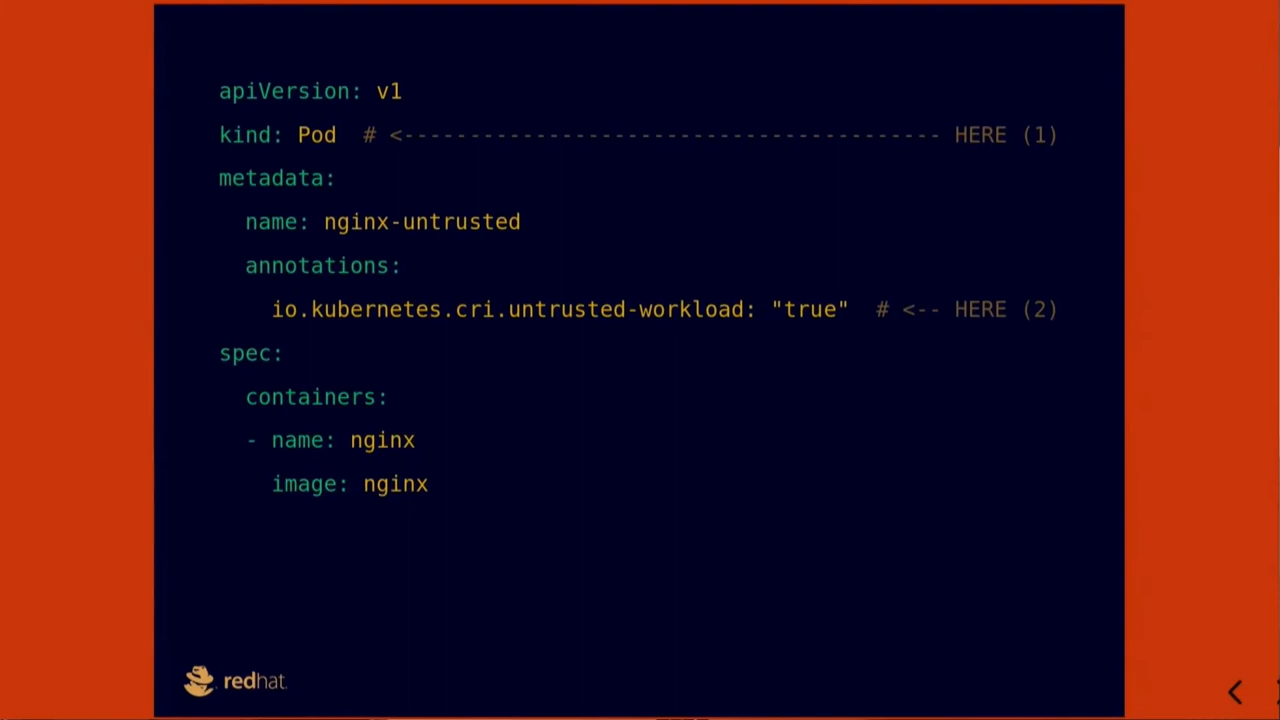 apiVersion: v1
kind: Pod  # <----------------------------------------- HERE (1)
metadata:
  name: nginx-untrusted
  annotations:
    io.kubernetes.cri.untrusted-workload: "true"  # <-- HERE (2)
spec:
  containers:
  - name: nginx
    image: nginx
redhat.